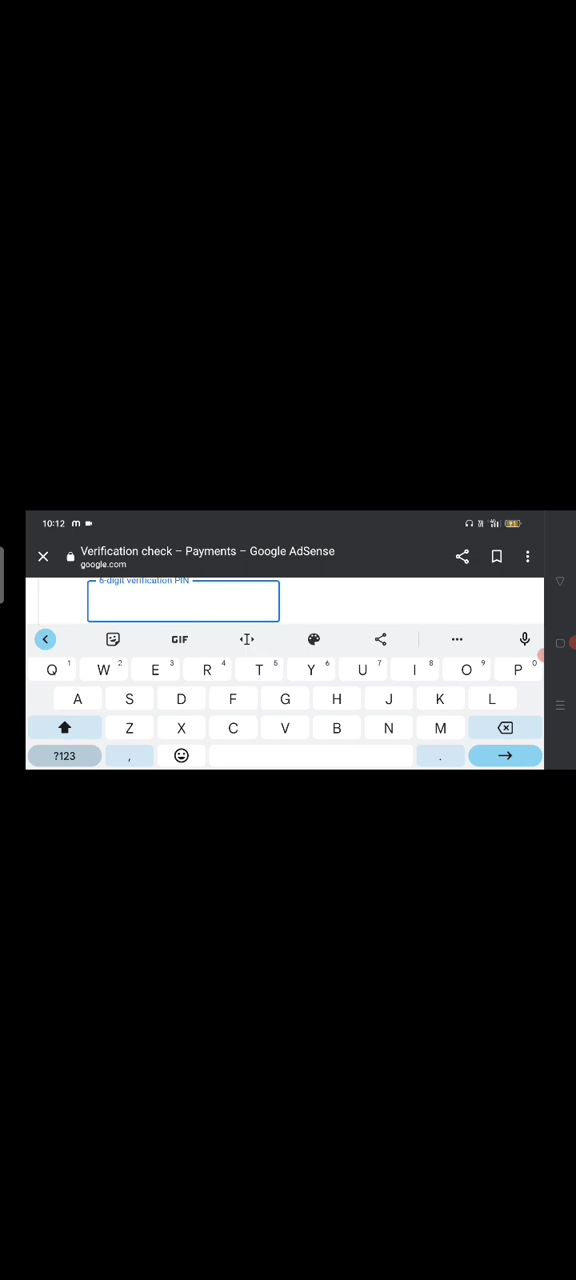 10:12
Verification check – Payments – Google AdSense
google.com
6-digit verification PIN
GIF
Q 1 W 2 E 3 R 4 T 5 Y 6 U 7 I 8 O 9 P 0
A S D F G H J K L
Z X C V B N M
?123 , .